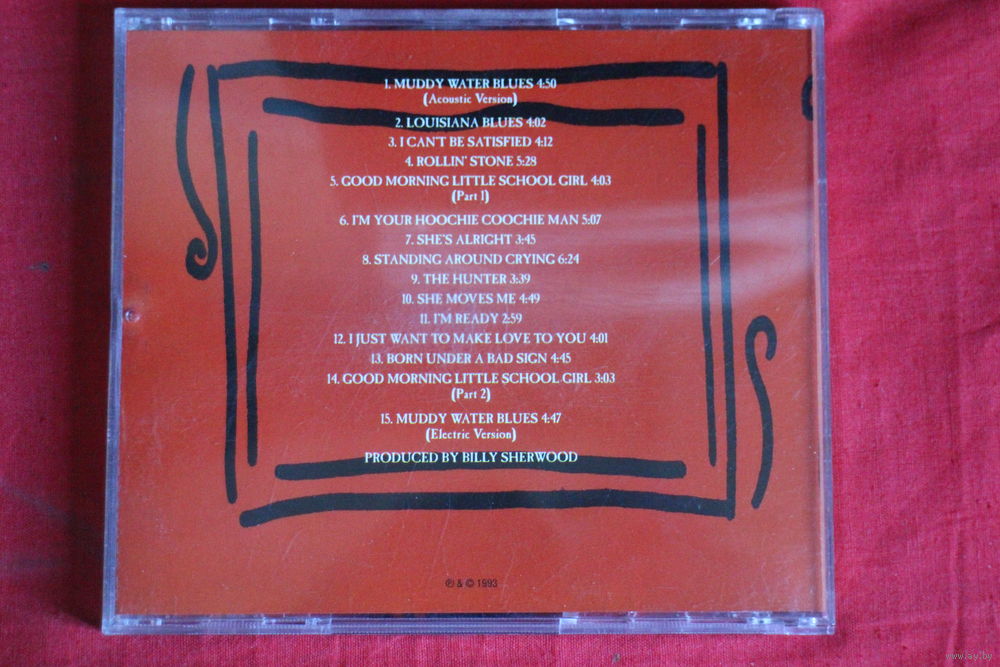 1. MUDDY WATER BLUES 4:50
(Acoustic Version)
2. LOUISIANA BLUES 4:02
3. I CAN'T BE SATISFIED 4:12
4. ROLLIN' STONE 5:28
5. GOOD MORNING LITTLE SCHOOL GIRL 4:03
(Part 1)
6. I'M YOUR HOOCHIE COOCHIE MAN 5:07
7. SHE'S ALRIGHT 3:45
8. STANDING AROUND CRYING 6:24
9. THE HUNTER 3:39
10. SHE MOVES ME 4:49
11. I'M READY 2:59
12. I JUST WANT TO MAKE LOVE TO YOU 4:01
13. BORN UNDER A BAD SIGN 4:45
14. GOOD MORNING LITTLE SCHOOL GIRL 3:03
(Part 2)
15. MUDDY WATER BLUES 4:47
(Electric Version)
PRODUCED BY BILLY SHERWOOD
℗ & © 1993
www.ay.by